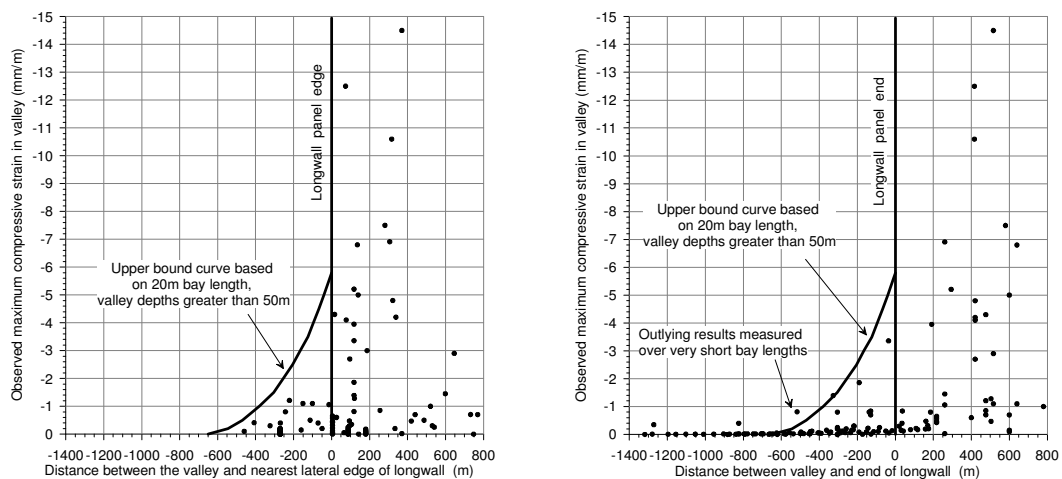 Observed maximum compressive strain in valley (mm/m)
-15
-14
-13
-12
-11
-10
-9
-8
-7
-6
-5
-4
-3
-2
-1
0
Longwall panel edge
Upper bound curve based
on 20m bay length,
valley depths greater than 50m
-1400 -1200 -1000 -800 -600 -400 -200 0 200 400 600 800
Distance between the valley and nearest lateral edge of longwall (m)
Observed maximum compressive strain in valley (mm/m)
-15
-14
-13
-12
-11
-10
-9
-8
-7
-6
-5
-4
-3
-2
-1
0
Longwall panel end
Upper bound curve based
on 20m bay length,
valley depths greater than 50m
Outlying results measured
over very short bay lengths
-1400 -1200 -1000 -800 -600 -400 -200 0 200 400 600 800
Distance between valley and end of longwall (m)